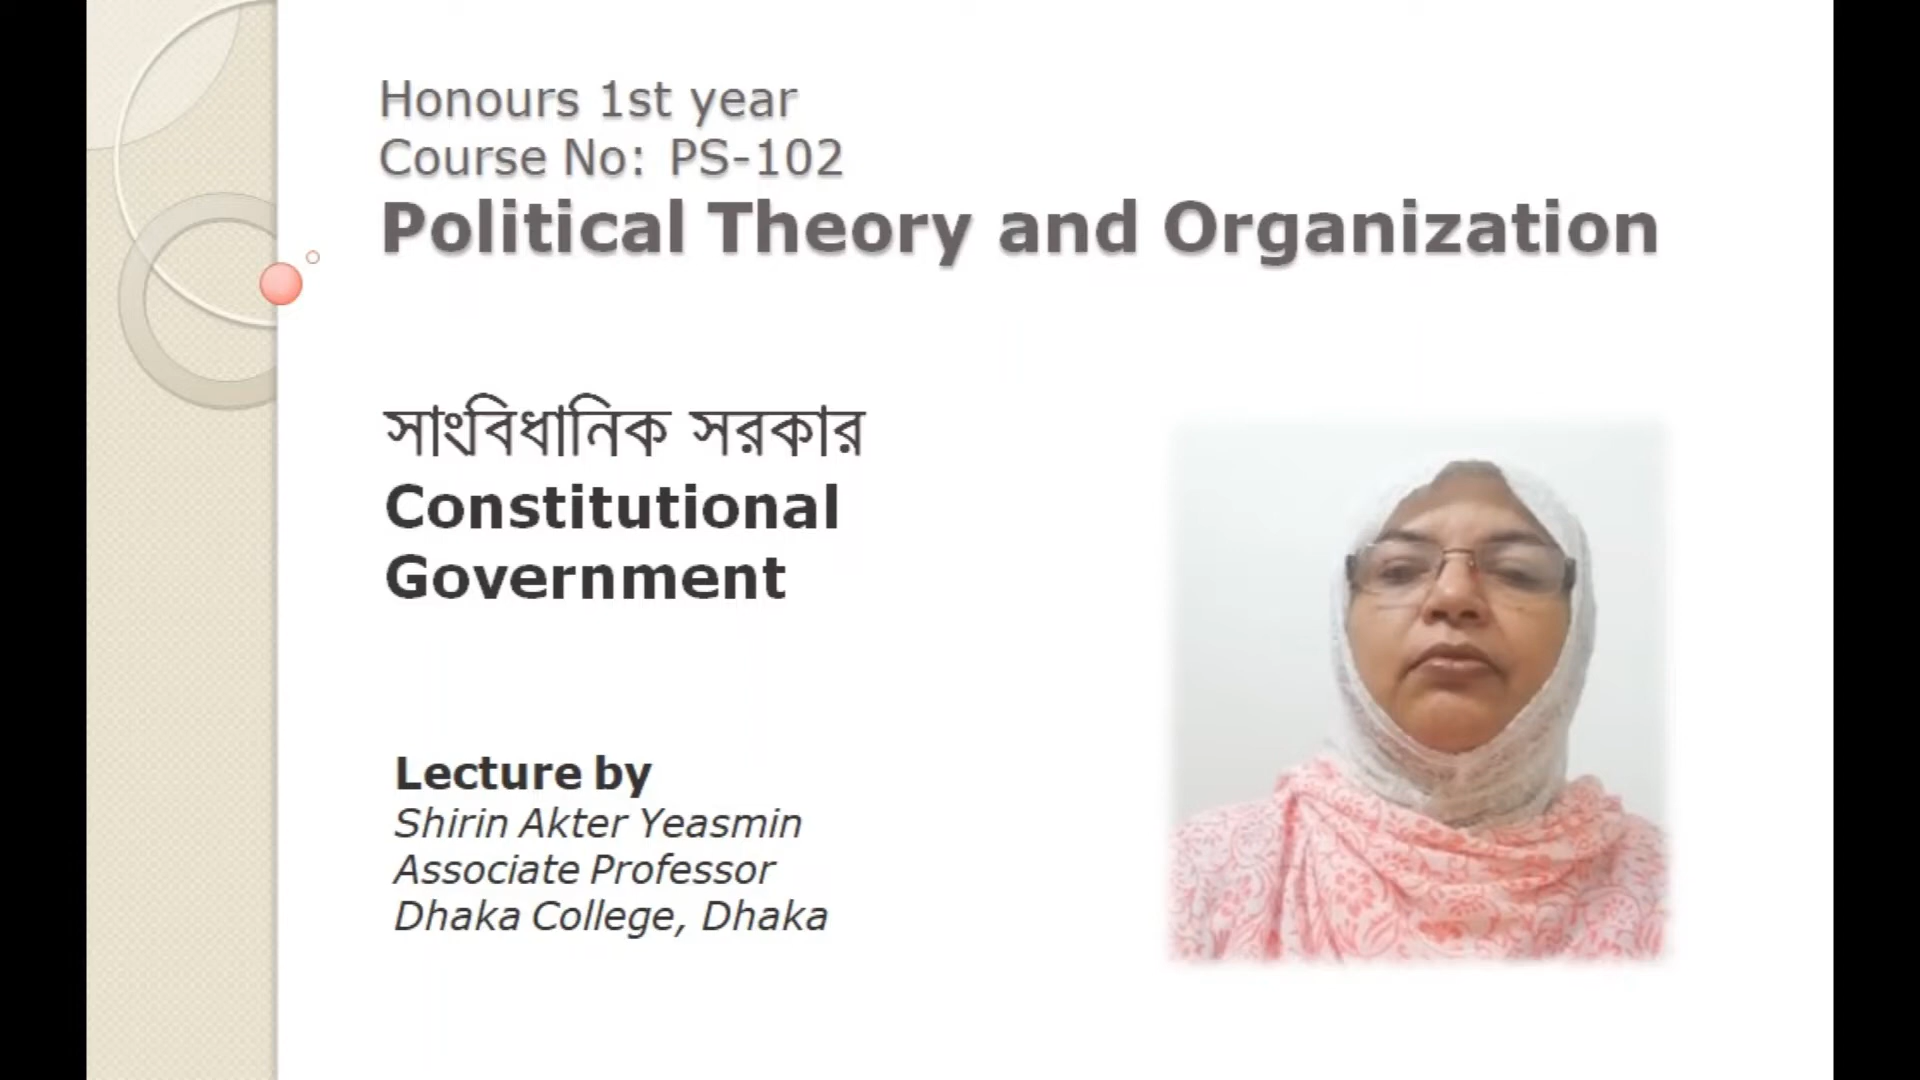 Honours 1st year
Course No: PS-102
Political Theory and Organization
সাংবিধানিক সরকার
Constitutional
Government
Lecture by
Shirin Akter Yeasmin
Associate Professor
Dhaka College, Dhaka